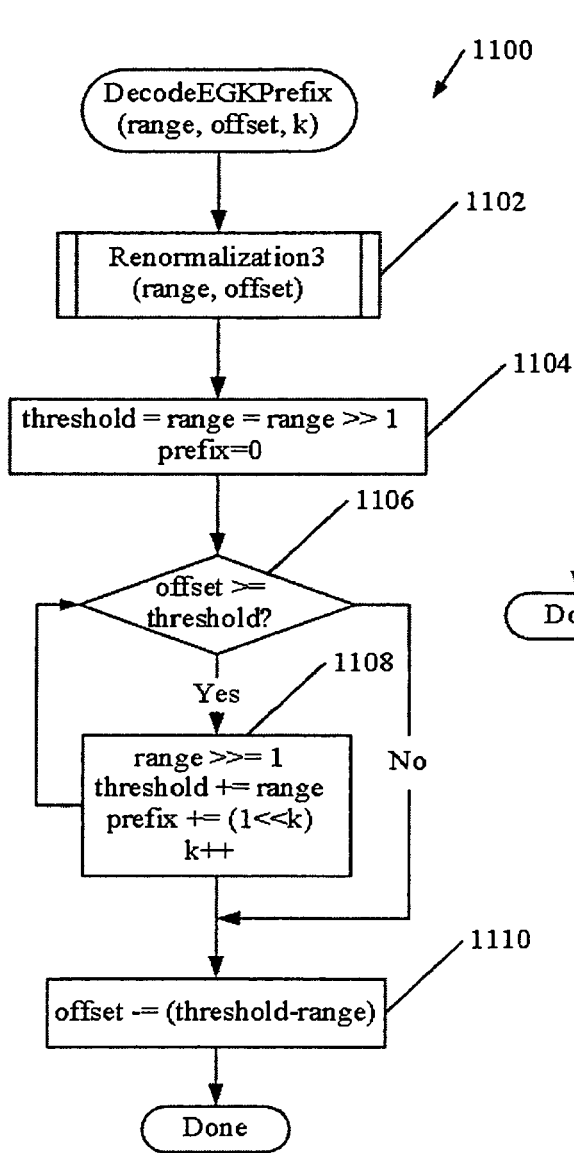 1100
DecodeEGKPrefix
(range, offset, k)
1102
Renormalization3
(range, offset)
1104
threshold = range = range >> 1
prefix=0
1106
offset >=
threshold?
1108
Yes
No
range >>= 1
threshold += range
prefix += (1<<k)
k++
1110
offset -= (threshold-range)
Done